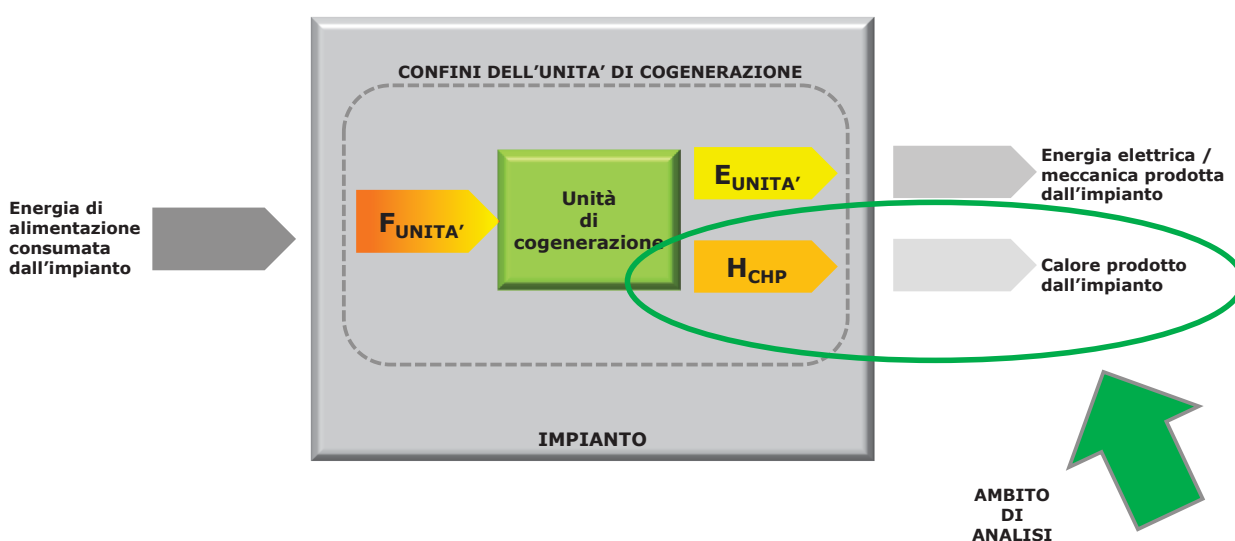 CONFINI DELL’UNITA’ DI COGENERAZIONE
Energia di
alimentazione
consumata
dall’impianto
F UNITA’
Unità
di
cogenerazione
E UNITA’
H CHP
Energia elettrica /
meccanica prodotta
dall’impianto
Calore prodotto
dall’impianto
IMPIANTO
AMBITO
DI
ANALISI